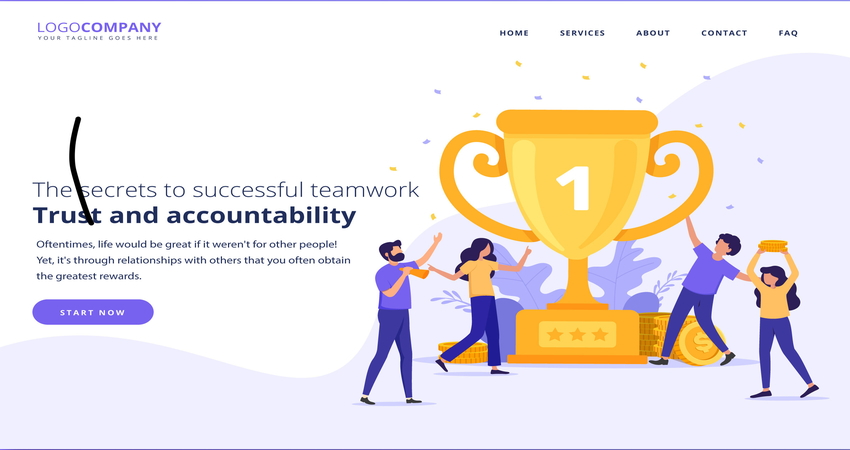 LOGOCOMPANY
YOUR TAGLINE GOES HERE
HOME SERVICES ABOUT CONTACT FAQ
The secrets to successful teamwork
Trust and accountability
Oftentimes, life would be great if it weren't for other people!
Yet, it's through relationships with others that you often obtain
the greatest rewards.
START NOW
1
$